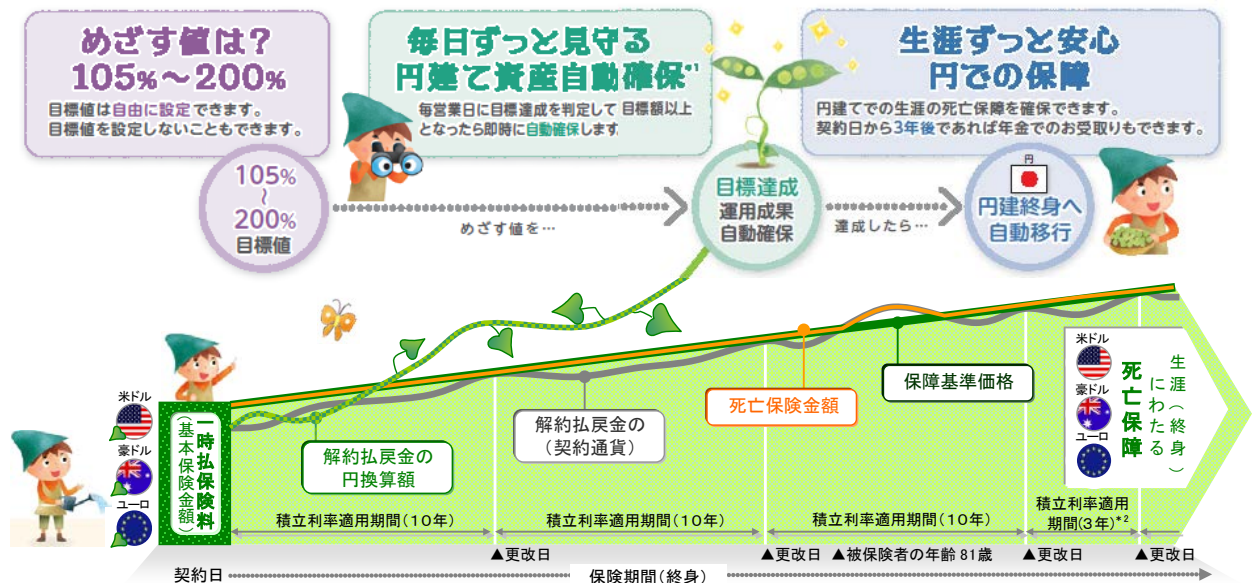 めざす値は?
105%~200%
目標値は自由に設定できます。
目標値を設定しないこともできます。
毎日ずっと見守る
円建て資産自動確保*1
毎営業日に目標達成を判定して目標額以上
となったら即時に自動確保します
生涯ずっと安心
円での保障
円建てでの生涯の死亡保障を確保できます。
契約日から3年後であれば年金でのお受取りもできます。
105%
~
200%
目標値
めざす値を…
目標達成
運用成果
自動確保
達成したら…
円
円建終身へ
自動移行
米ドル
豪ドル
ユーロ
一時払保険料
(基本保険金額)
解約払戻金の
円換算額
解約払戻金の
(契約通貨)
死亡保険金額
保障基準価格
米ドル
豪ドル
ユーロ
生涯(終身)
にわたる
死亡保障
積立利率適用期間(10年)
積立利率適用期間(10年)
積立利率適用期間(10年)
積立利率適用
期間(3年)*2
▲更改日
▲更改日
▲被保険者の年齢81歳
▲更改日
▲更改日
契約日
保険期間(終身)